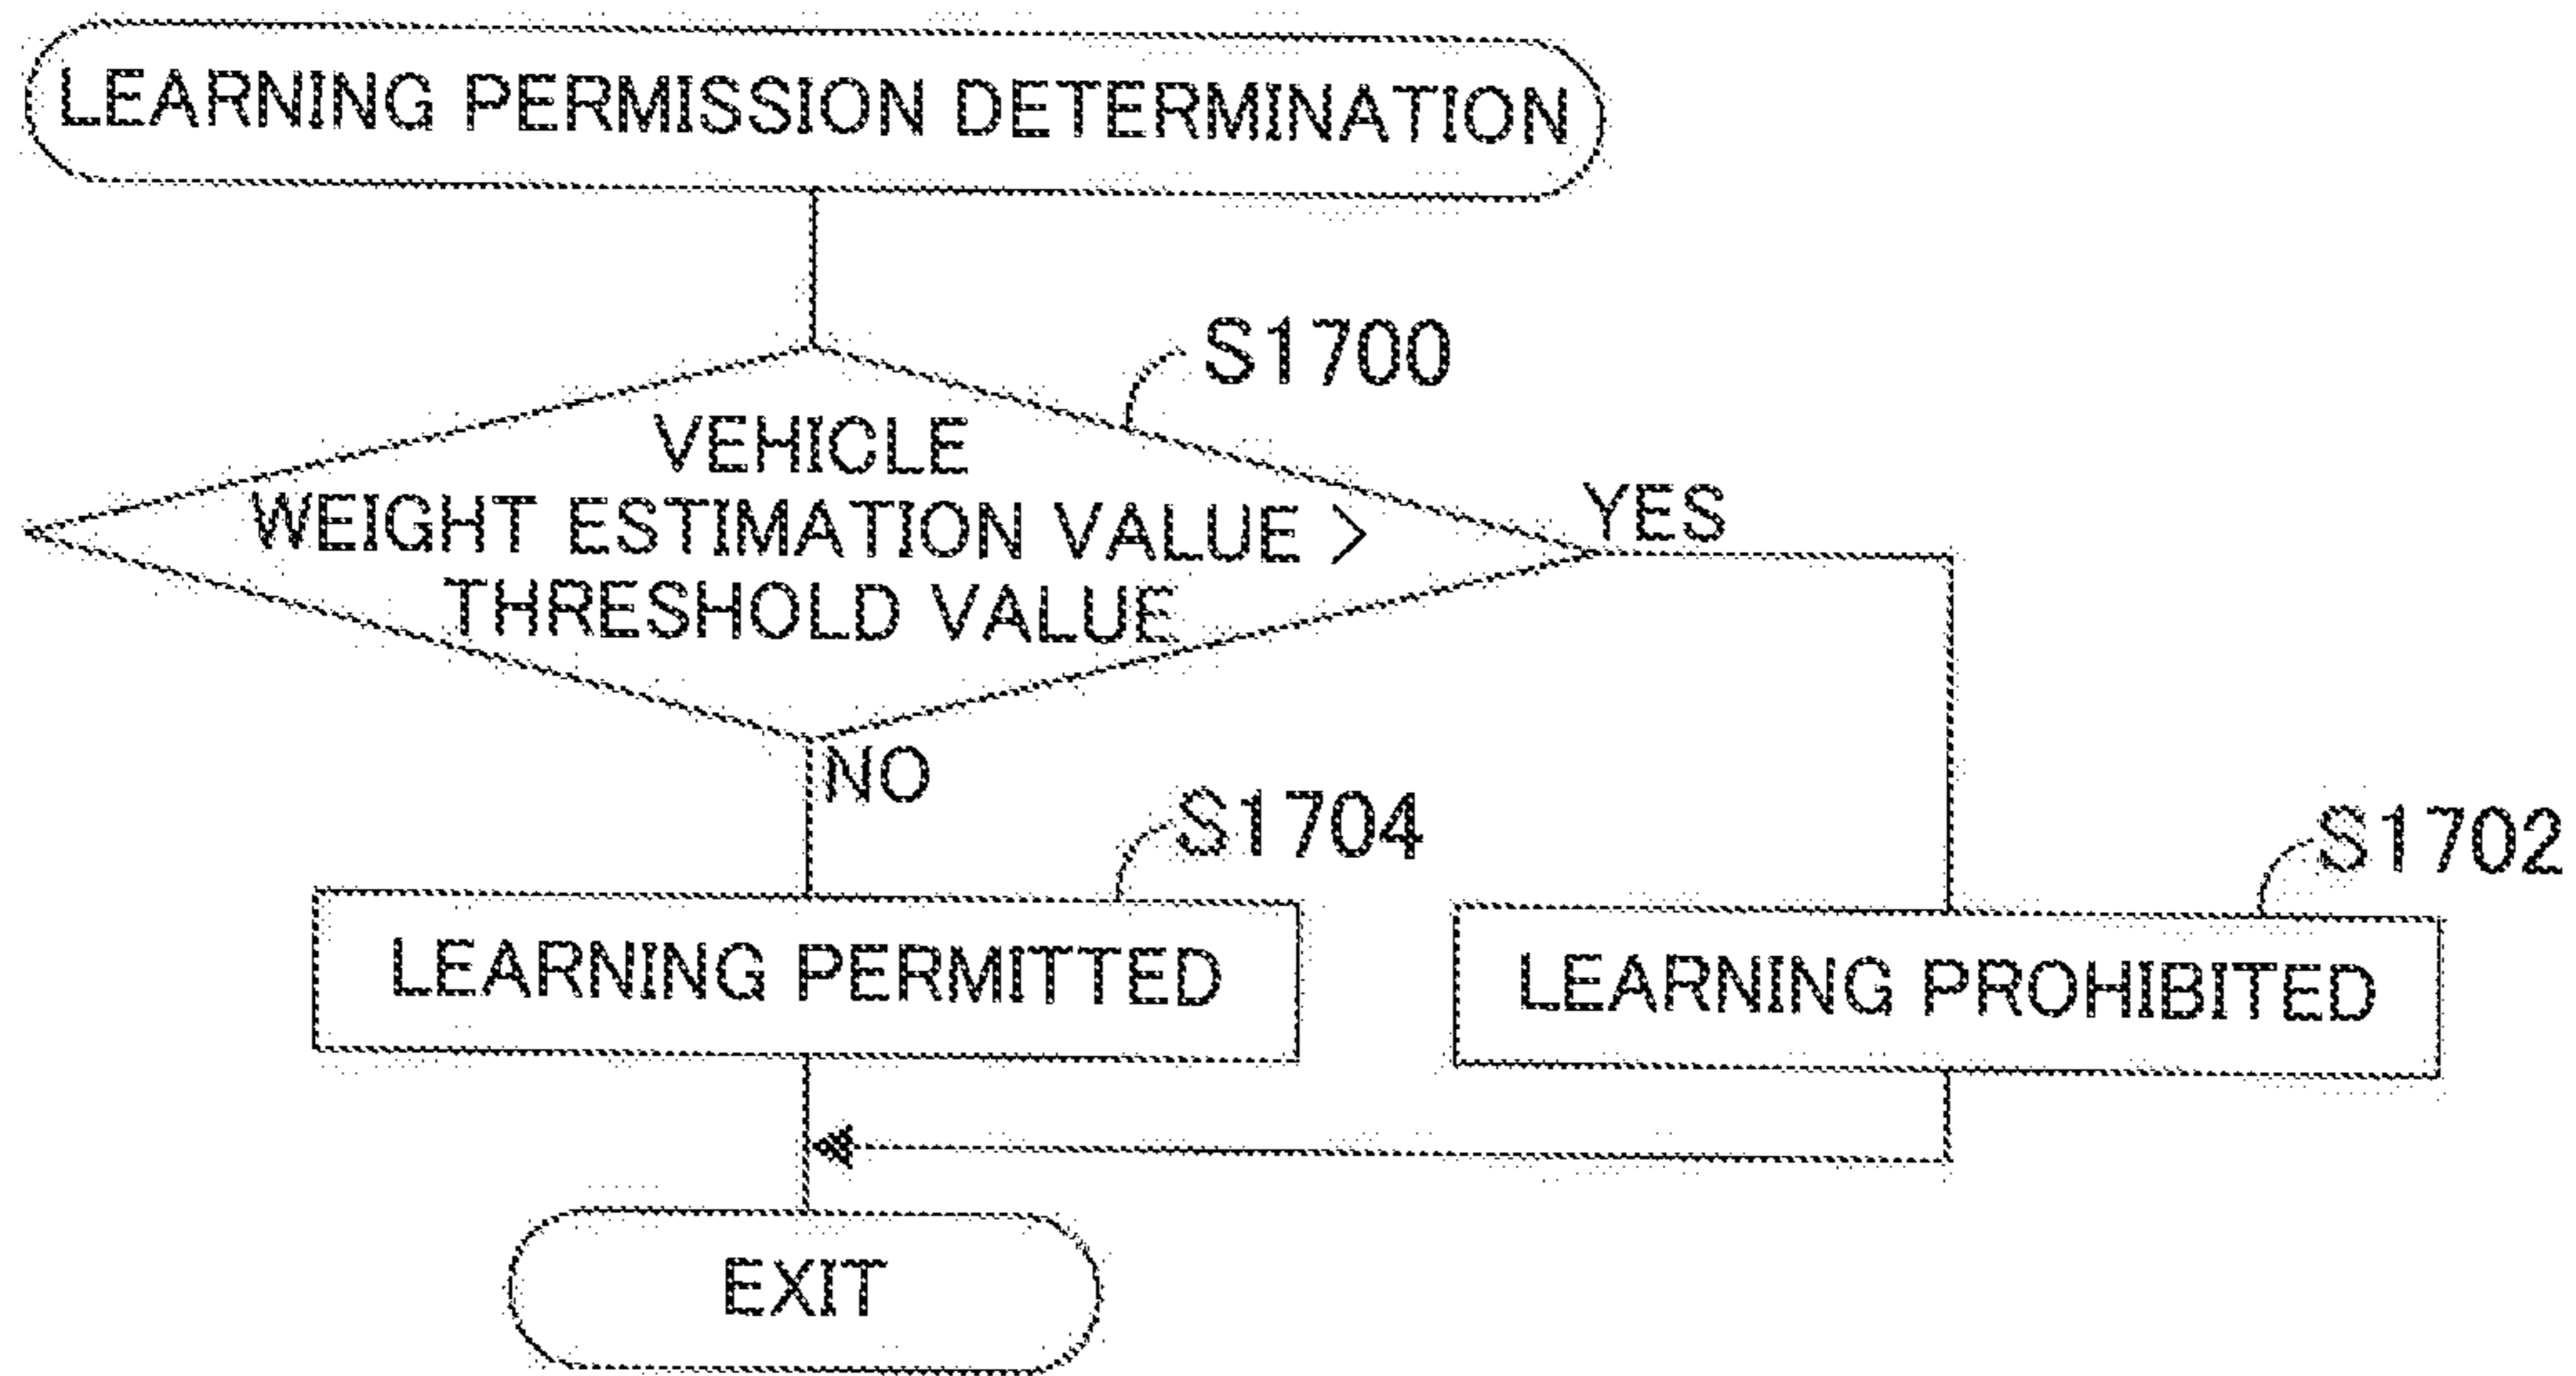 LEARNING PERMISSION DETERMINATION
S1700
VEHICLE
WEIGHT ESTIMATION VALUE >
THRESHOLD VALUE
YES
NO
S1704
S1702
LEARNING PERMITTED
LEARNING PROHIBITED
EXIT